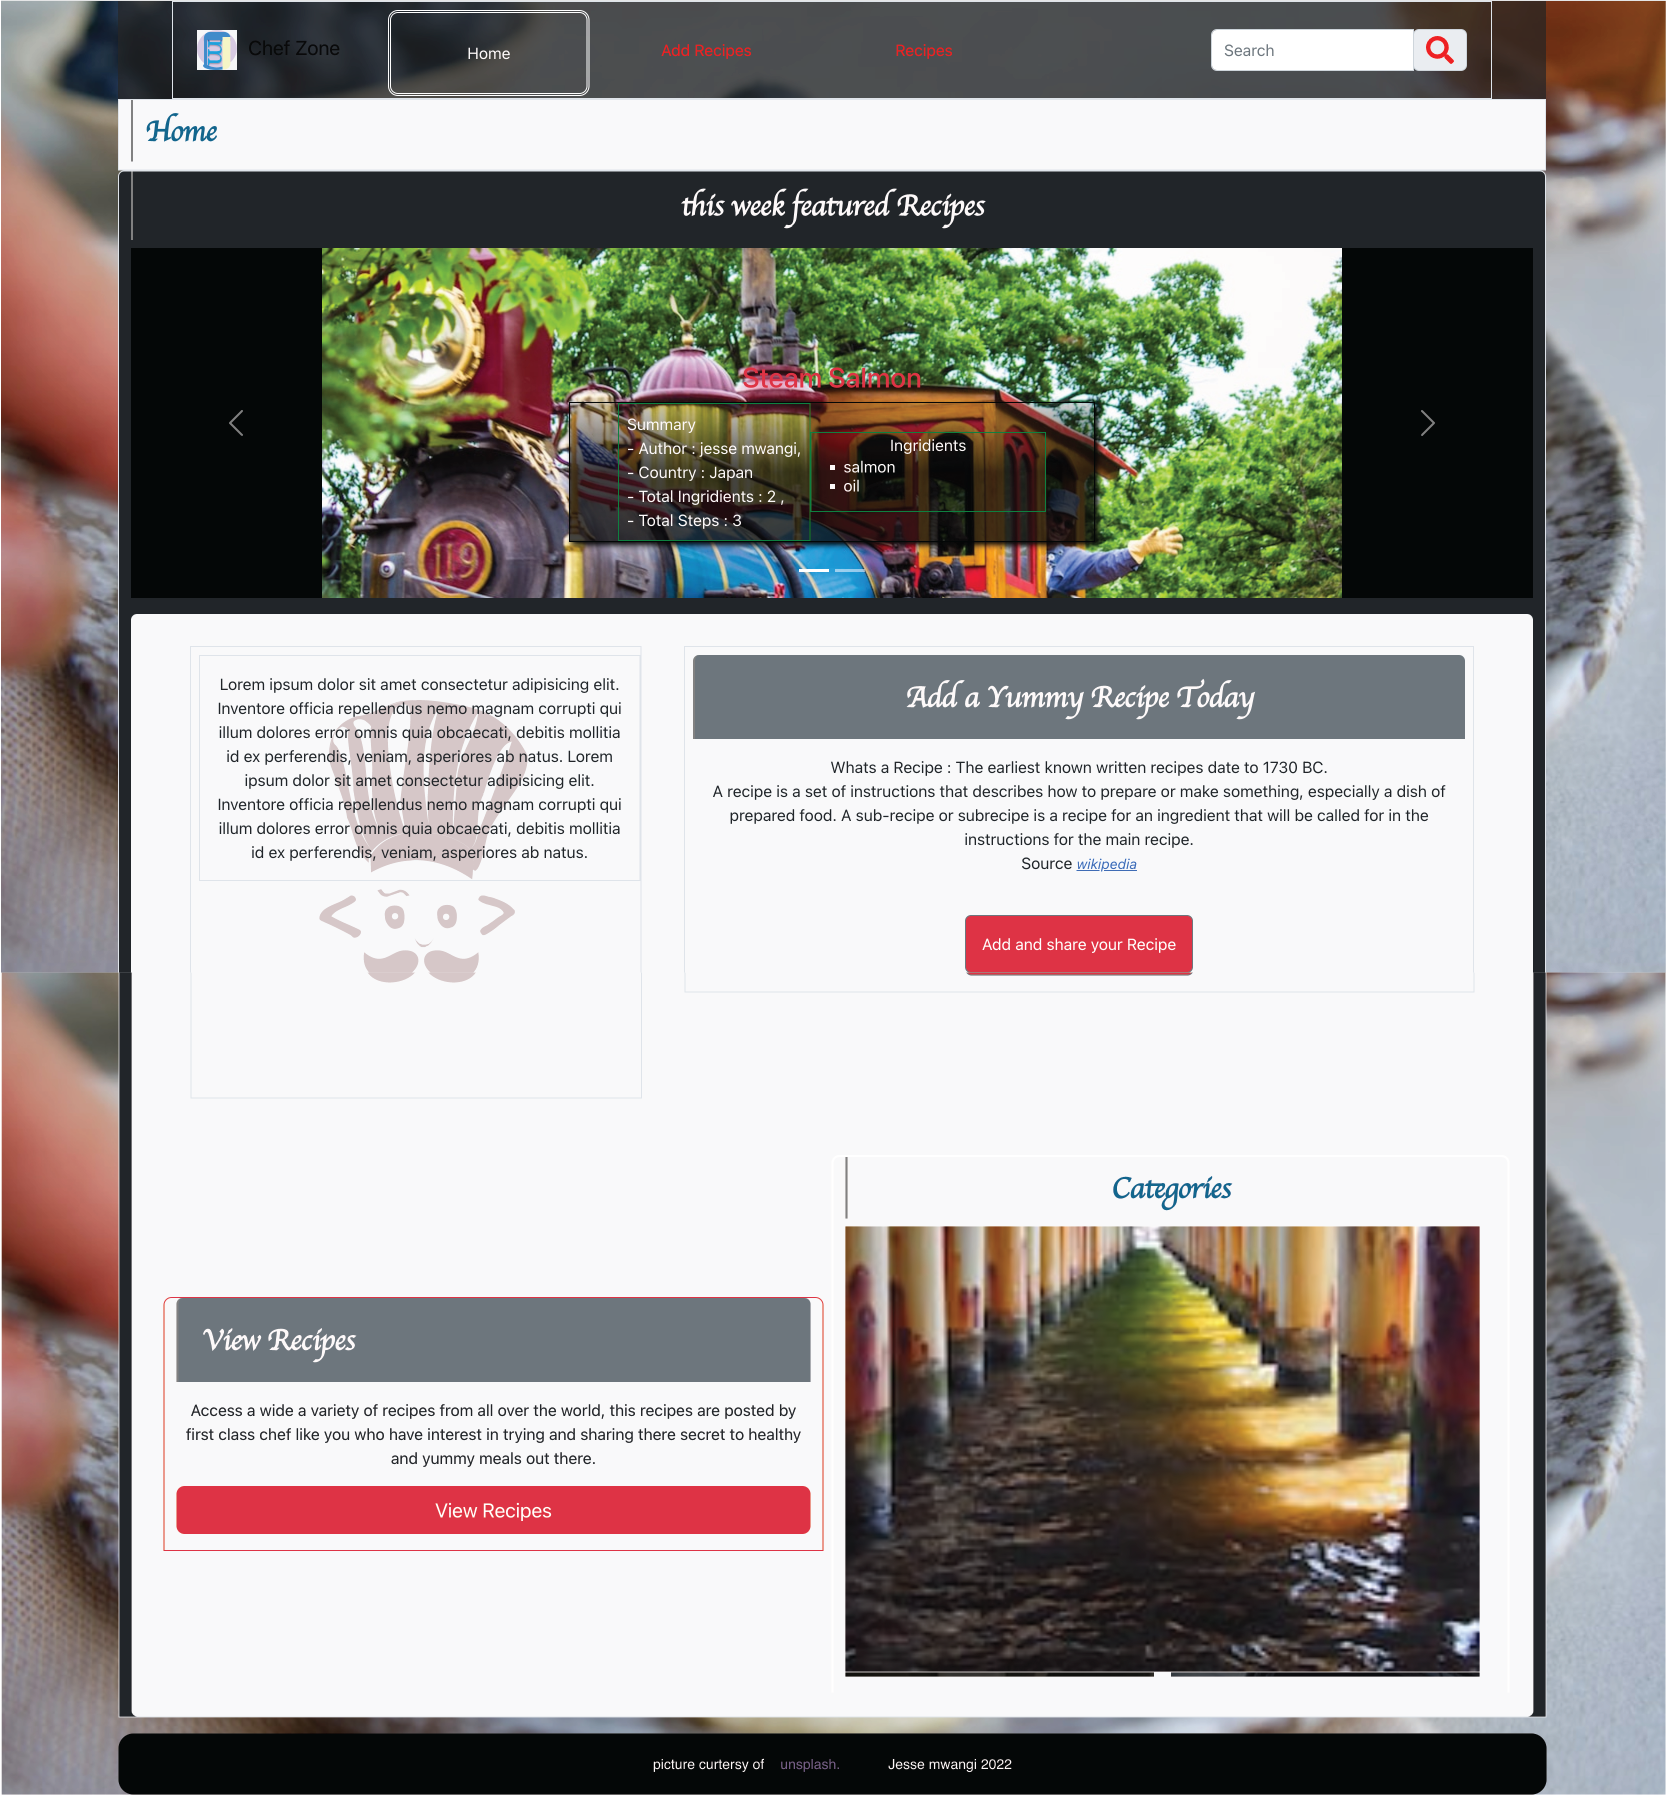 Chef Zone
Home
Add Recipes
Recipes
Search
Home
this week featured Recipes
Steam Salmon
Summary
- Author : jesse mwangi,
- Country : Japan
- Total Ingridients : 2 ,
- Total Steps : 3
Ingridients
salmon
oil
119
Lorem ipsum dolor sit amet consectetur adipisicing elit.
Inventore officia repellendus nemo magnam corrupti qui
illum dolores error omnis quia obcaecati, debitis mollitia
id ex perferendis, veniam, asperiores ab natus. Lorem
ipsum dolor sit amet consectetur adipisicing elit.
Inventore officia repellendus nemo magnam corrupti qui
illum dolores error omnis quia obcaecati, debitis mollitia
id ex perferendis, veniam, asperiores ab natus.
Add a Yummy Recipe Today
Whats a Recipe : The earliest known written recipes date to 1730 BC.
A recipe is a set of instructions that describes how to prepare or make something, especially a dish of
prepared food. A sub-recipe or subrecipe is a recipe for an ingredient that will be called for in the
instructions for the main recipe.
Source wikipedia
Add and share your Recipe
Categories
View Recipes
Access a wide a variety of recipes from all over the world, this recipes are posted by
first class chef like you who have interest in trying and sharing there secret to healthy
and yummy meals out there.
View Recipes
picture curtersy of unsplash. Jesse mwangi 2022